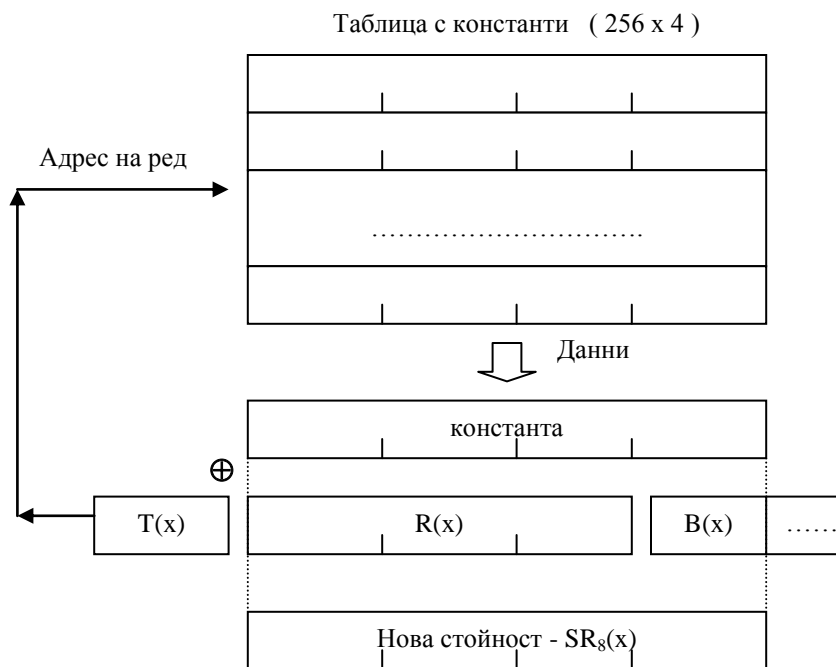 Таблица с константи ( 256 x 4 )
Адрес на ред
…………………………….
Данни
константа
⊕
T(x) R(x) B(x) ……
Нова стойност - SR₈(x)